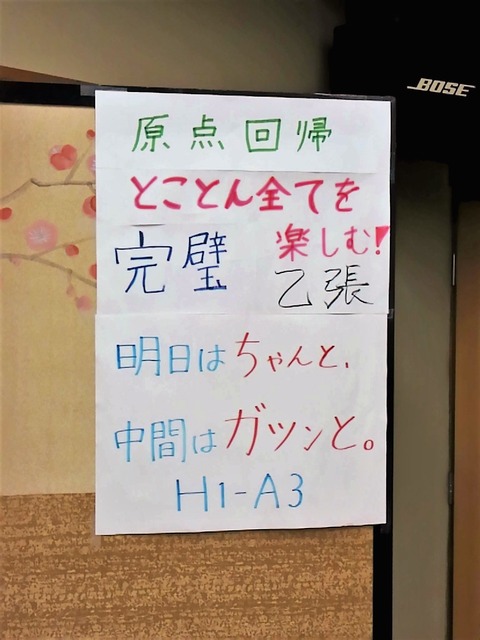 BOSE
原点回帰
とことん全てを
楽しむ!
完璧
乙張
明日はちゃんと、
中間はガツンと。
H1-A3